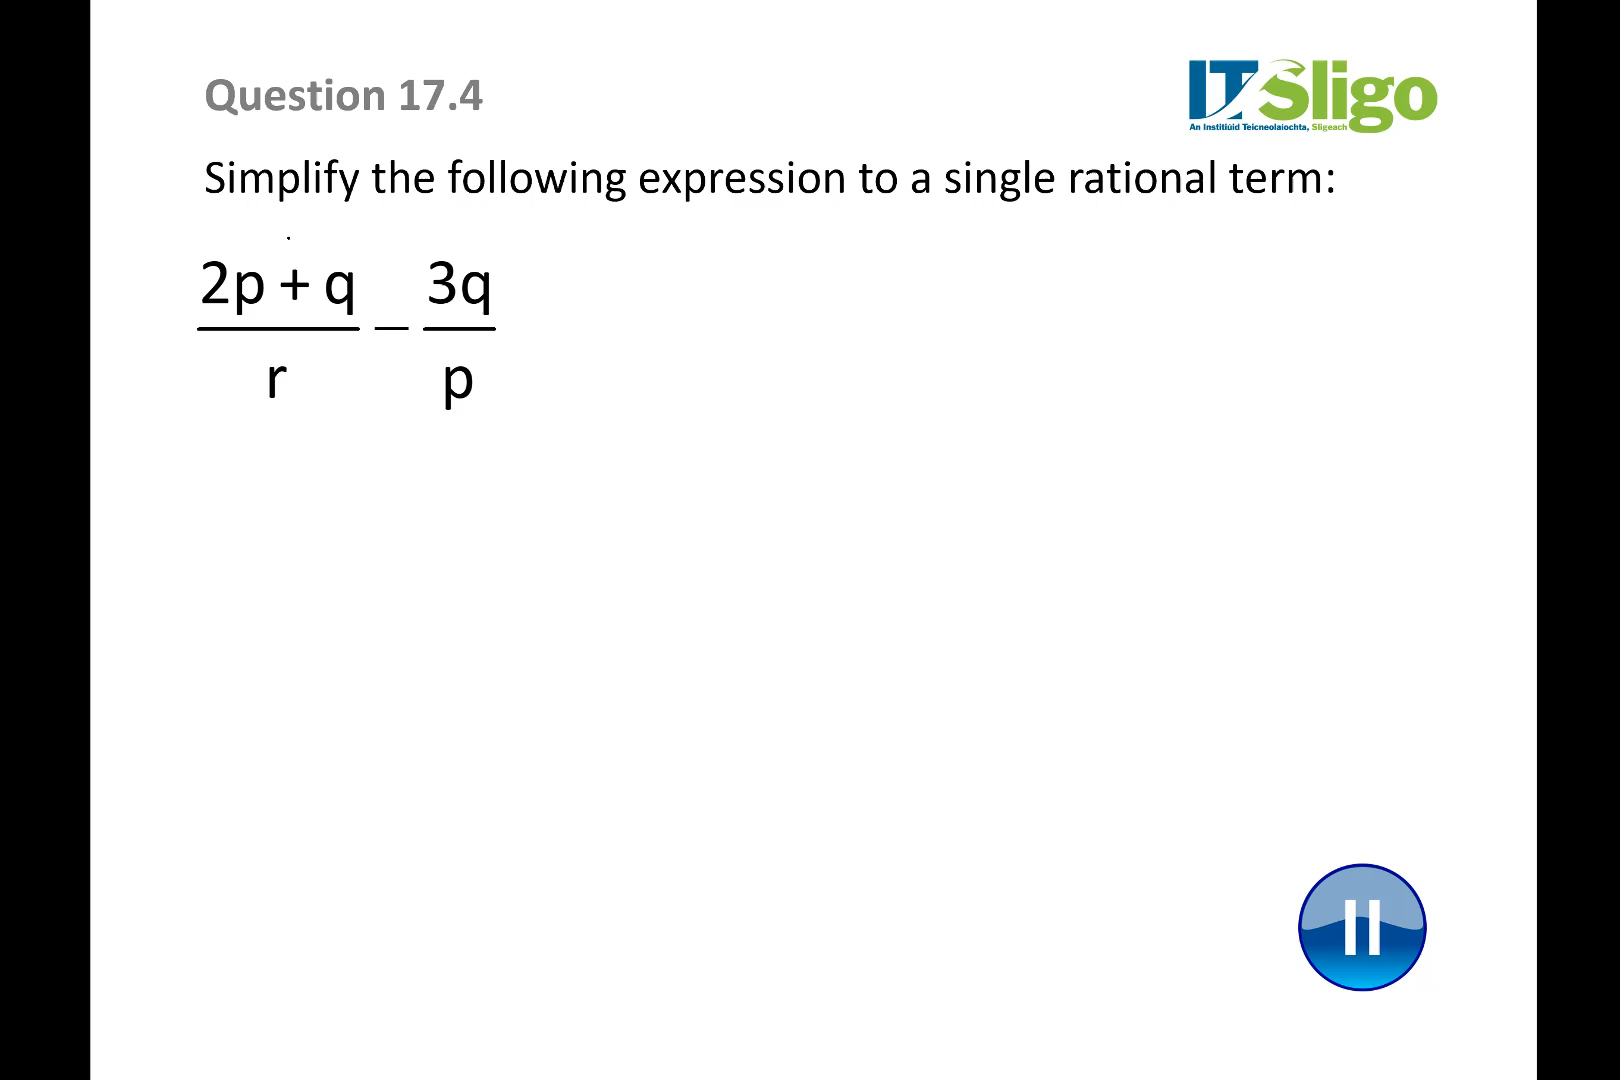 Question 17.4
ITSligo
An Institiúid Teicneolaíochta, Sligeach
Simplify the following expression to a single rational term:
2p + q   3q
–
r   p